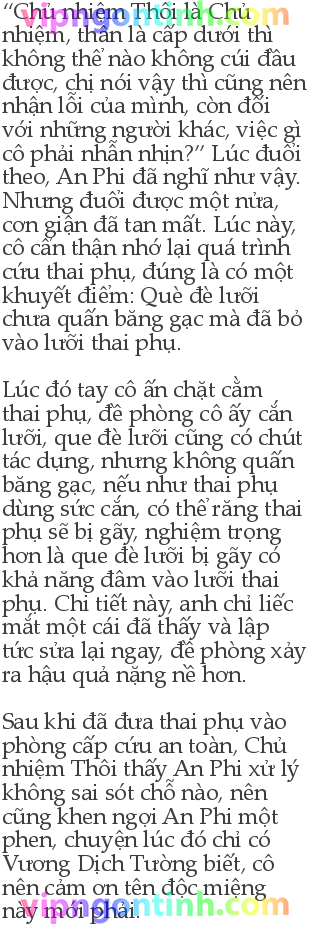 “Chủ nhiệm Thôi là Chủ
nhiệm, thân là cấp dưới thì
không thể nào không cúi đầu
được, chị nói vậy thì cũng nên
nhận lỗi của mình, còn đối
với những người khác, việc gì
cô phải nhẫn nhịn?” Lúc đuổi
theo, An Phi đã nghĩ như vậy.
Nhưng đuổi được một nửa,
cơn giận đã tan mất. Lúc này,
cô cẩn thận nhớ lại quá trình
cứu thai phụ, đúng là có một
khuyết điểm: Què đè lưỡi
chưa quấn băng gạc mà đã bỏ
vào lưỡi thai phụ.
Lúc đó tay cô ấn chặt cằm
thai phụ, đề phòng cô ấy cắn
lưỡi, que đè lưỡi cũng có chút
tác dụng, nhưng không quấn
băng gạc, nếu như thai phụ
dùng sức cắn, có thể răng thai
phụ sẽ bị gãy, nghiệm trọng
hơn là que đè lưỡi bị gãy có
khả năng đâm vào lưỡi thai
phụ. Chi tiết này, anh chỉ liếc
mắt một cái đã thấy và lập
tức sửa lại ngay, đề phòng xảy
ra hậu quả nặng nề hơn.
Sau khi đã đưa thai phụ vào
phòng cấp cứu an toàn, Chủ
nhiệm Thôi thấy An Phi xử lý
không sai sót chỗ nào, nên
cũng khen ngợi An Phi một
phen, chuyện lúc đó chỉ có
Vương Dịch Tường biết, cô
nên cảm ơn tên độc miệng
này mới phải.
vipngontinh.com
vipngontinh.com